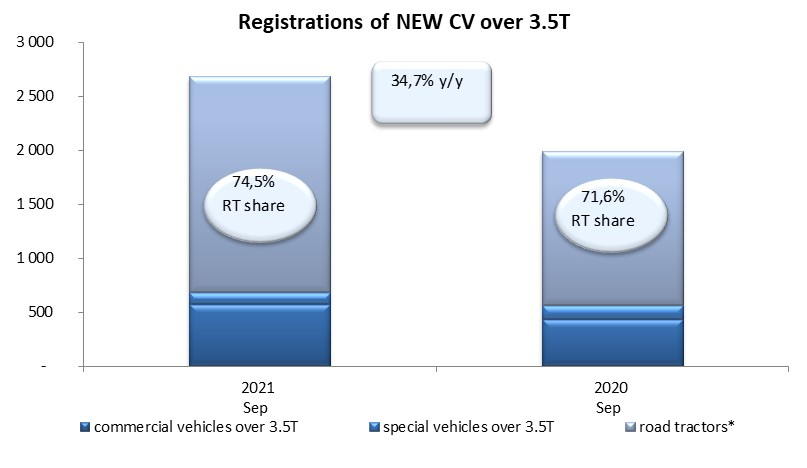 Registrations of NEW CV over 3.5T
3 000
2 500
2 000
1 500
1 000
500
-
34,7% y/y
74,5%
RT share
71,6%
RT share
2021
Sep
2020
Sep
commercial vehicles over 3.5T
special vehicles over 3.5T
road tractors*